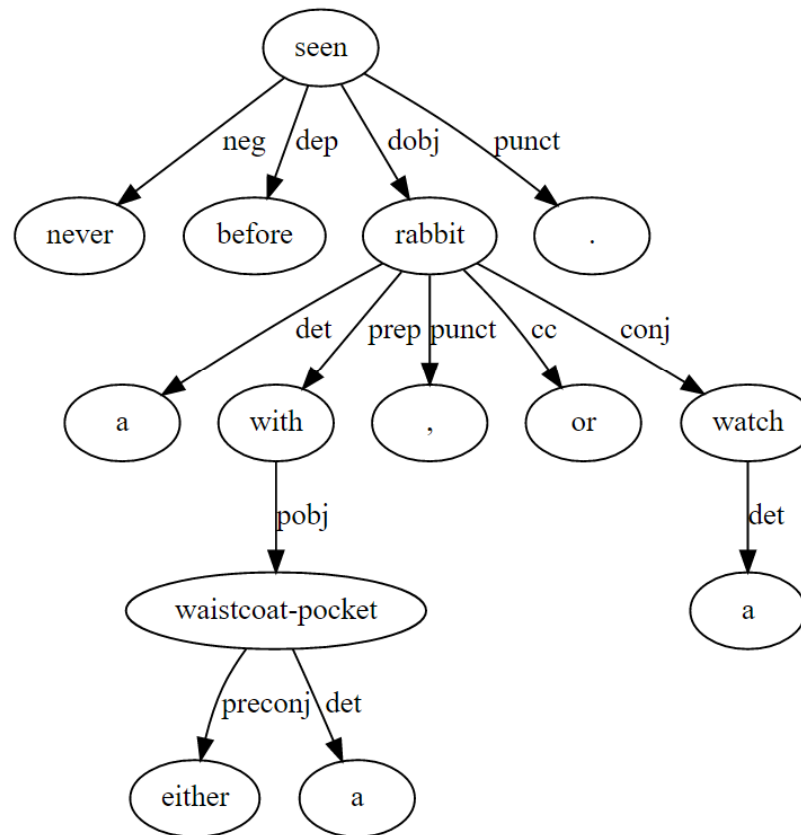 seen
neg dep dobj punct
never before rabbit .
det prep punct cc conj
a with , or watch
pobj det
waistcoat-pocket a
preconj det
either a